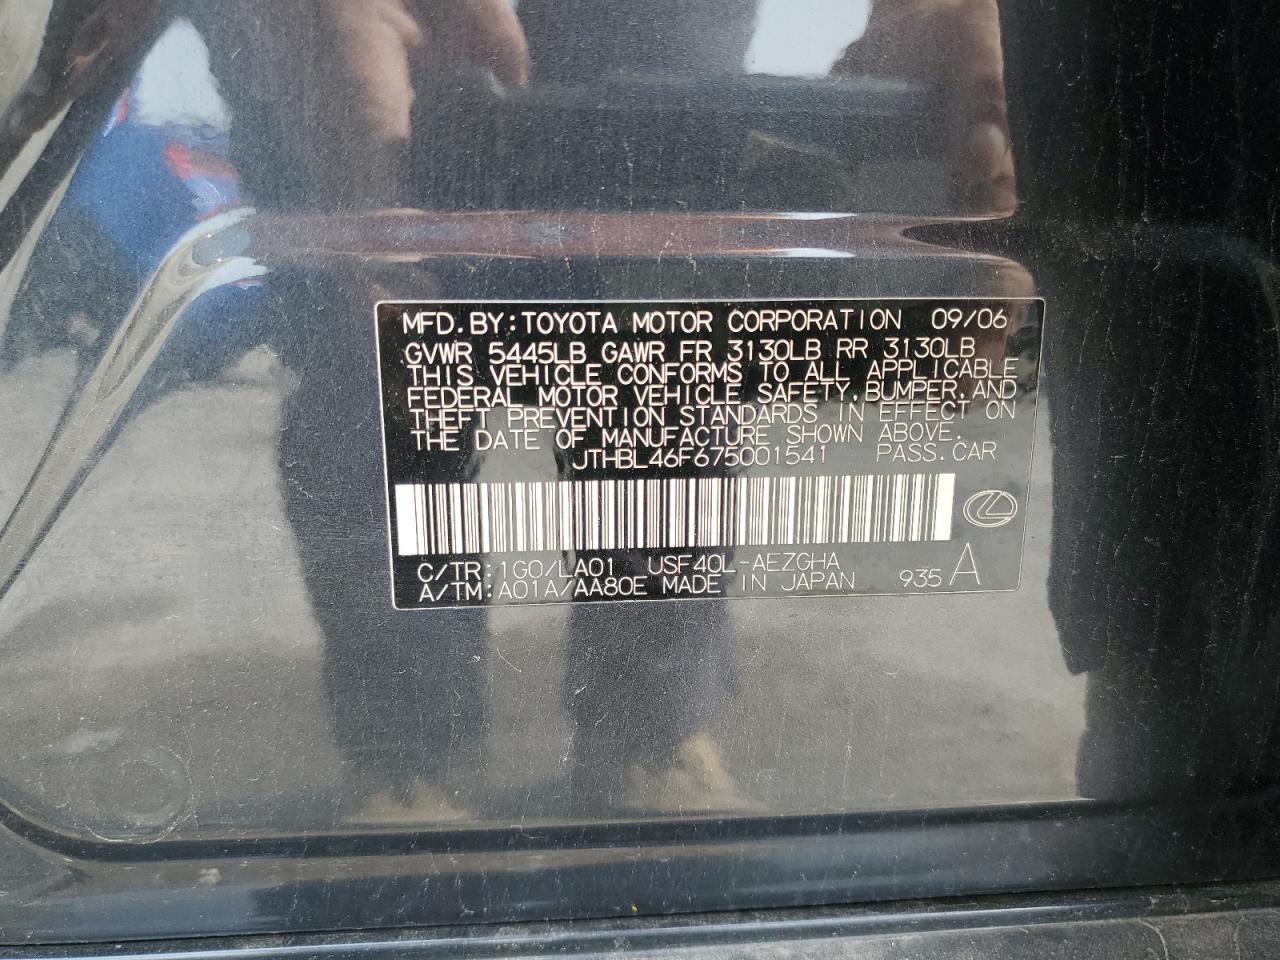 MFD.BY:TOYOTA MOTOR CORPORATION 09/06
GVWR 5445LB GAWR FR 3130LB RR 3130LB
THIS VEHICLE CONFORMS TO ALL APPLICABLE
FEDERAL MOTOR VEHICLE SAFETY,BUMPER,AND
THEFT PREVENTION STANDARDS IN EFFECT ON
THE DATE OF MANUFACTURE SHOWN ABOVE.
JTHBL46F675001541 PASS.CAR
C/TR:1G0/LA01 USF40L-AEZGHA
A/TM:A01A/AA80E MADE IN JAPAN 935 A